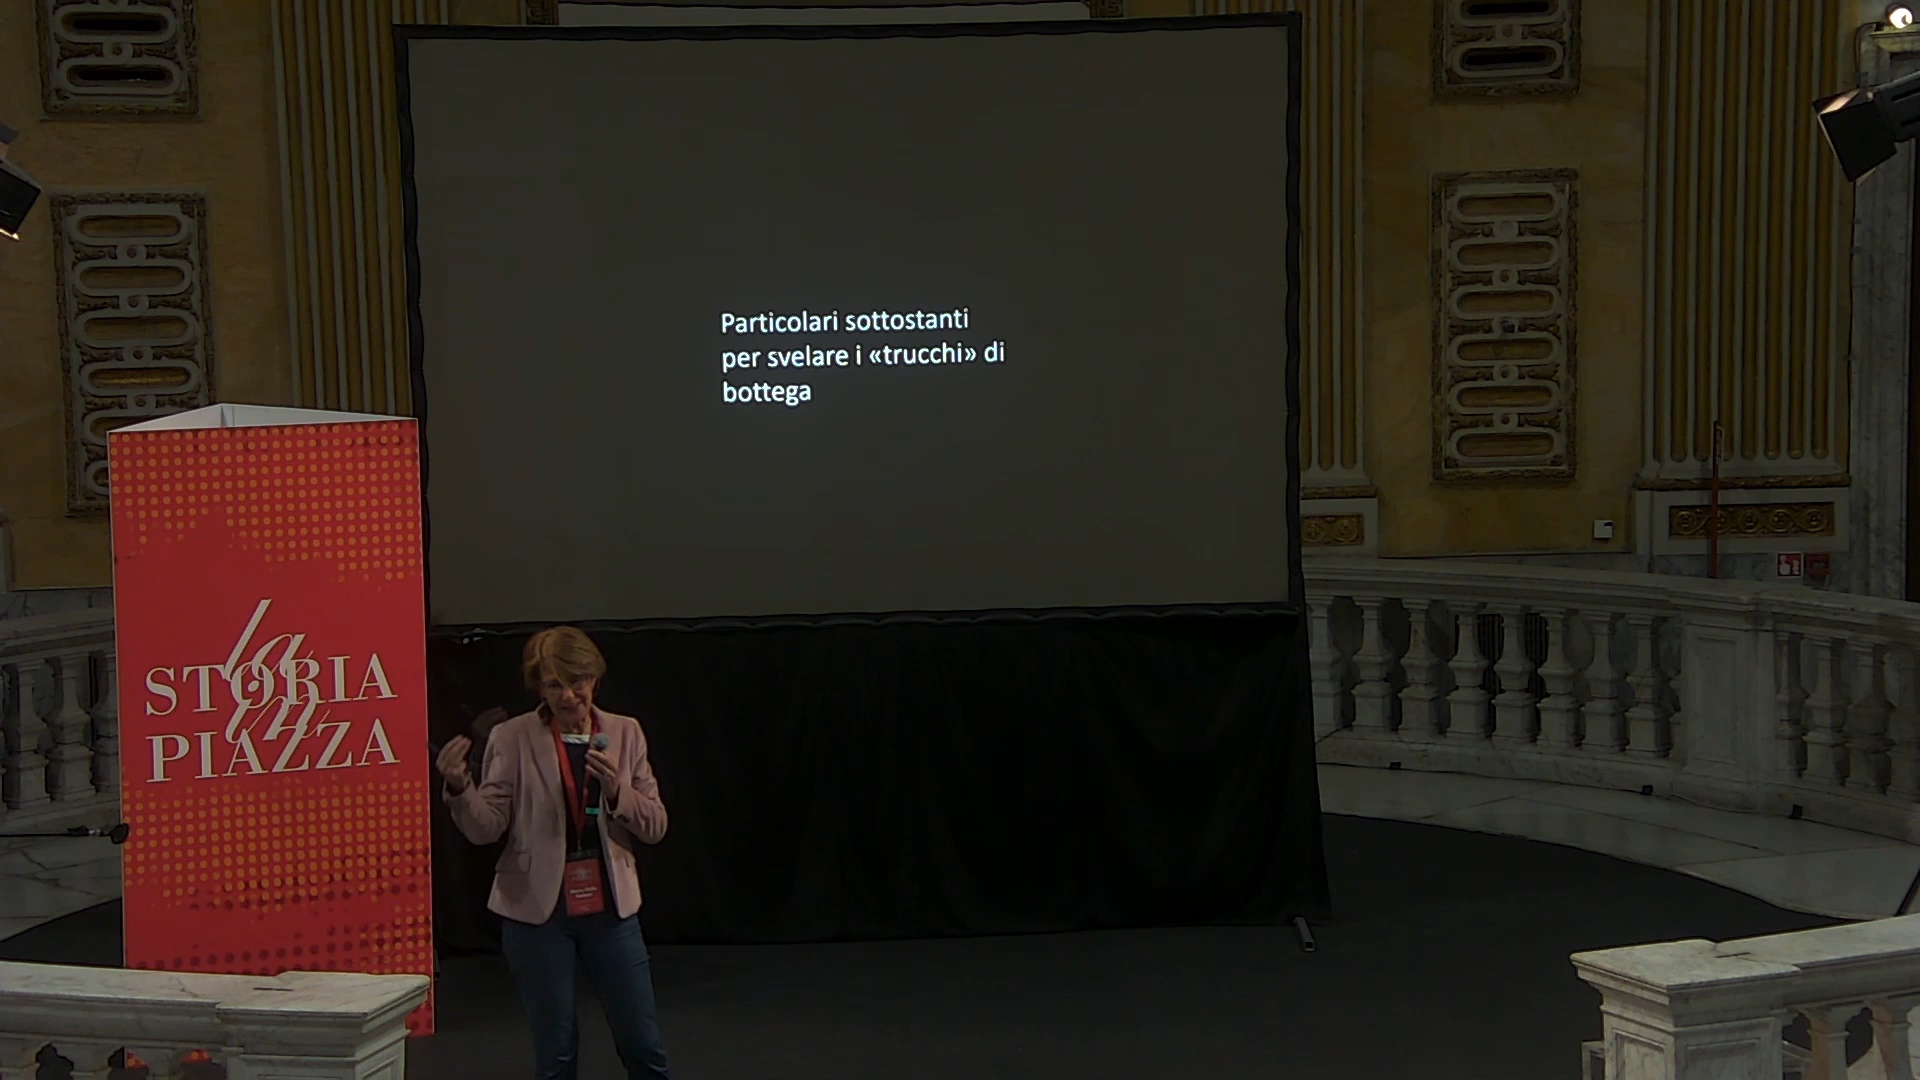 Particolari sottostanti
per svelare i «trucchi» di
bottega
la
STORIA
in
PIAZZA